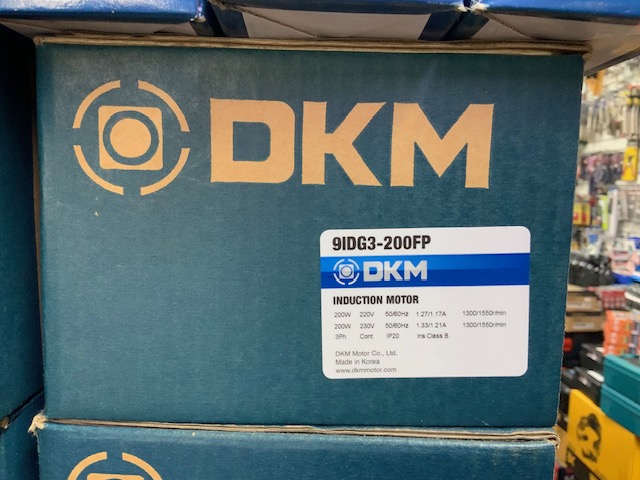 DKM
9IDG3-200FP
DKM
INDUCTION MOTOR
200W 220V 50/60Hz 1.27/1.17A 1300/1550r/min
200W 230V 50/60Hz 1.33/1.21A 1300/1550r/min
3Ph Cont. IP20 Ins Class B
DKM Motor Co., Ltd.
Made in Korea
www.dkmmotor.com